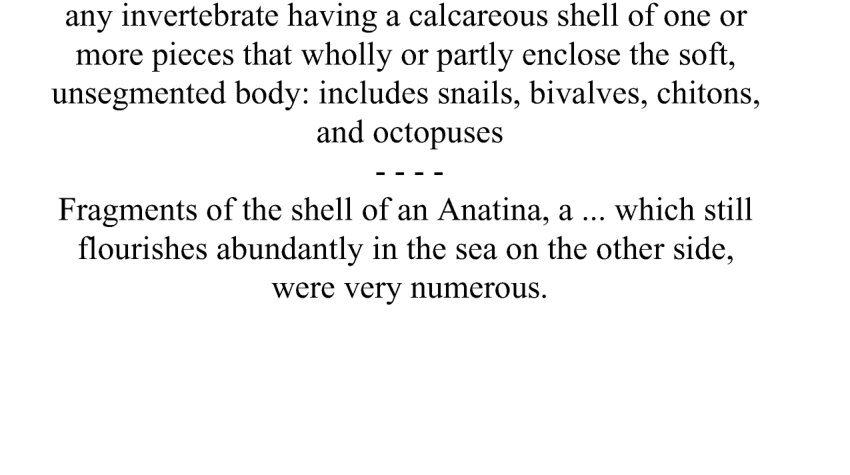 any invertebrate having a calcareous shell of one or
more pieces that wholly or partly enclose the soft,
unsegmented body: includes snails, bivalves, chitons,
and octopuses
- - - -
Fragments of the shell of an Anatina, a ... which still
flourishes abundantly in the sea on the other side,
were very numerous.